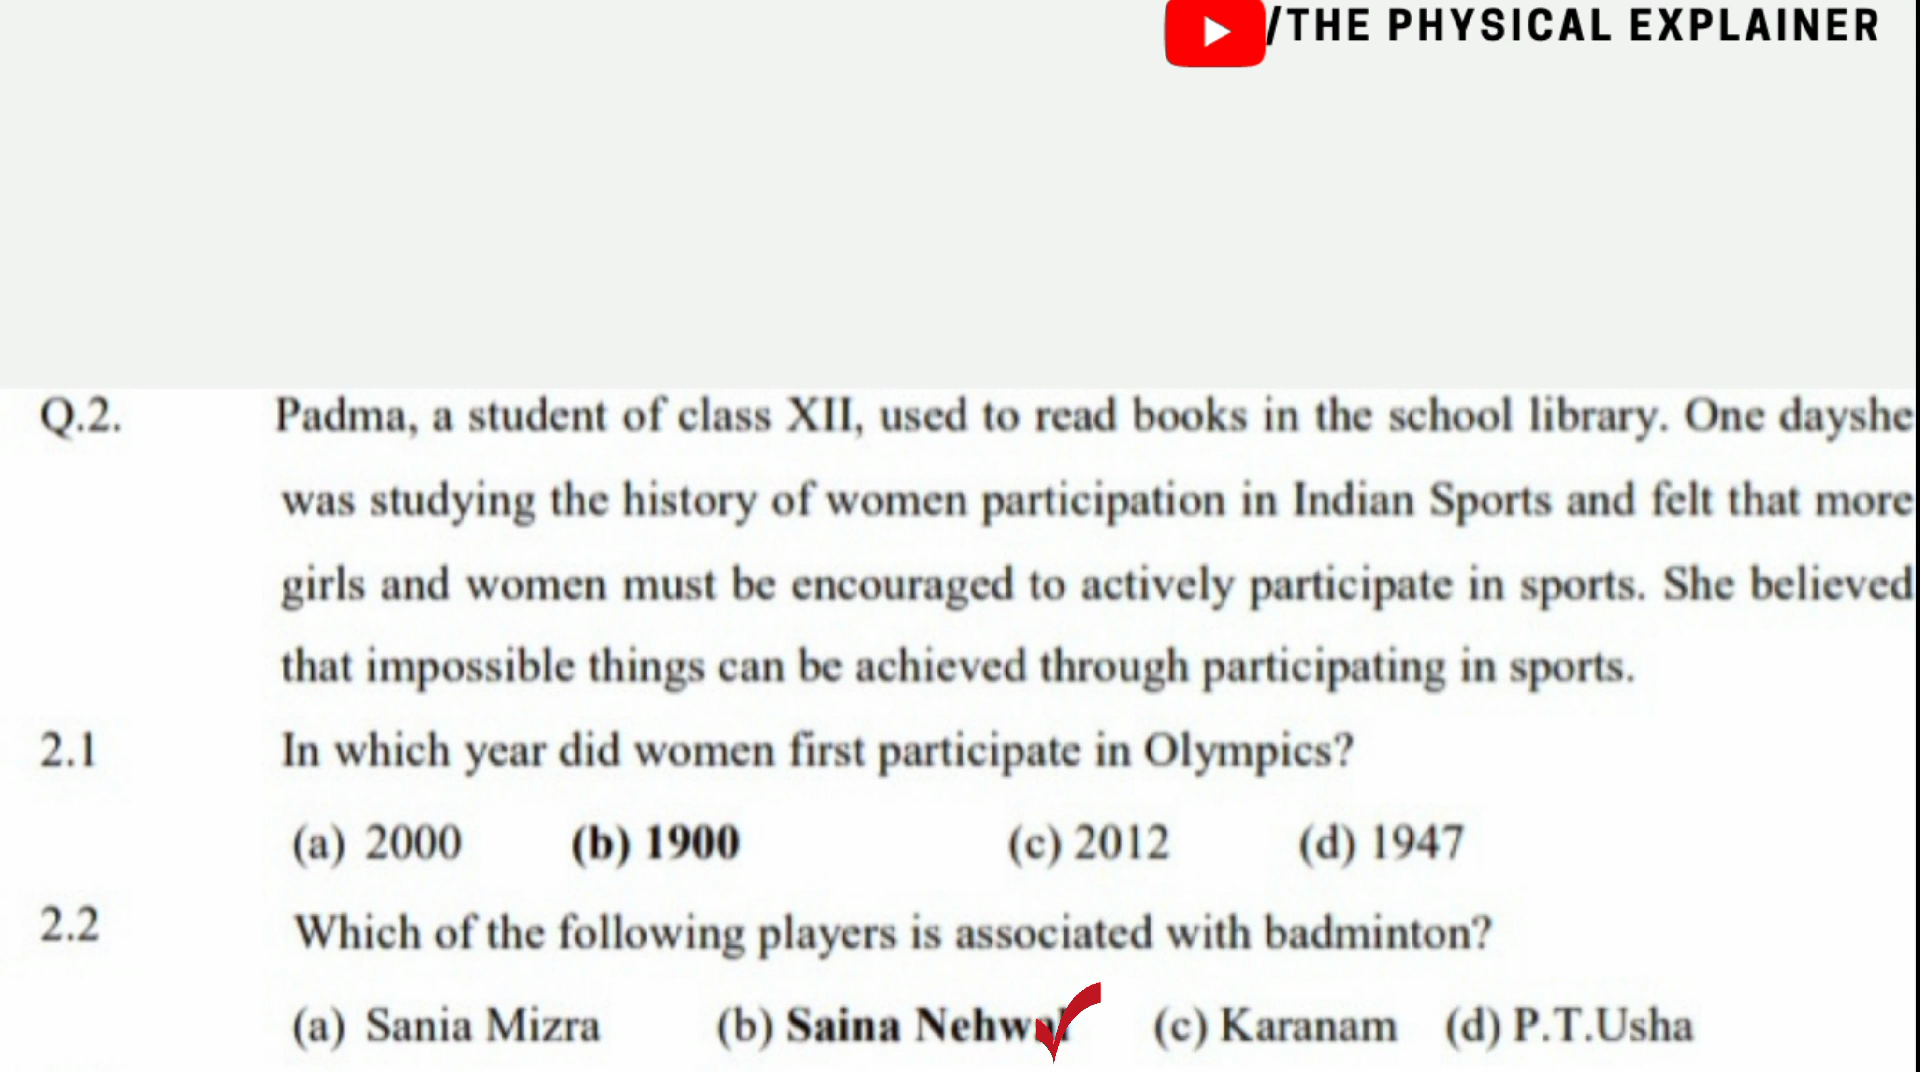 /THE PHYSICAL EXPLAINER
Q.2. Padma, a student of class XII, used to read books in the school library. One dayshe
was studying the history of women participation in Indian Sports and felt that more
girls and women must be encouraged to actively participate in sports. She believed
that impossible things can be achieved through participating in sports.
2.1 In which year did women first participate in Olympics?
(a) 2000 (b) 1900 (c) 2012 (d) 1947
2.2 Which of the following players is associated with badminton?
(a) Sania Mizra (b) Saina Nehwal (c) Karanam (d) P.T.Usha